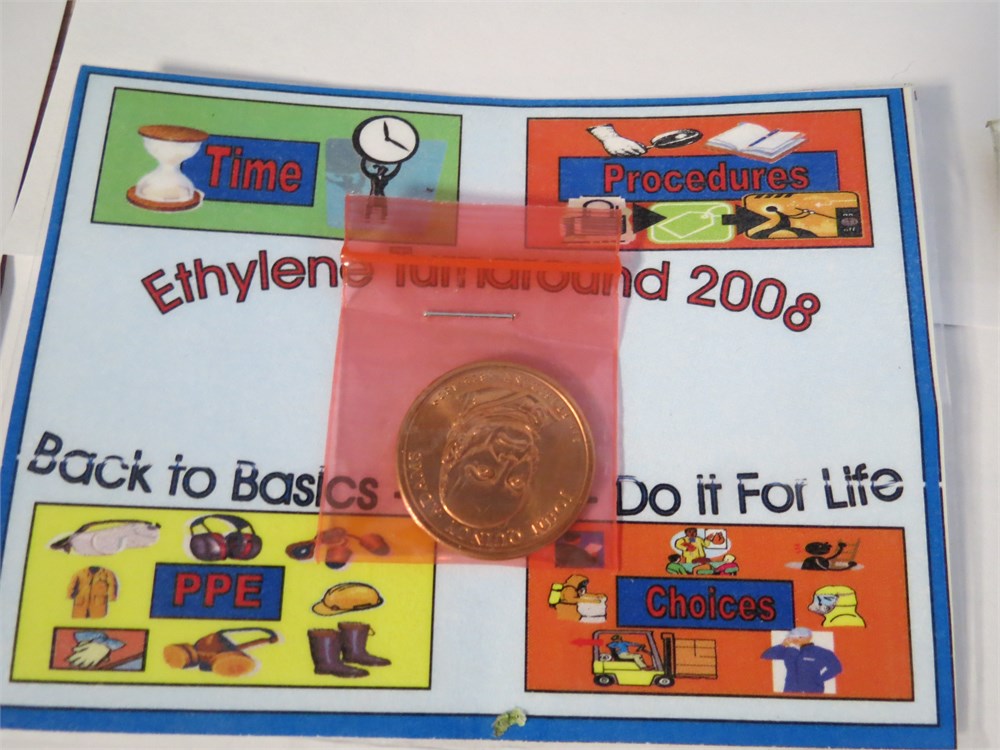 Time
Procedures
Ethylene Turnaround 2008
Back to Basics - - Do it For Life
PPE
Choices